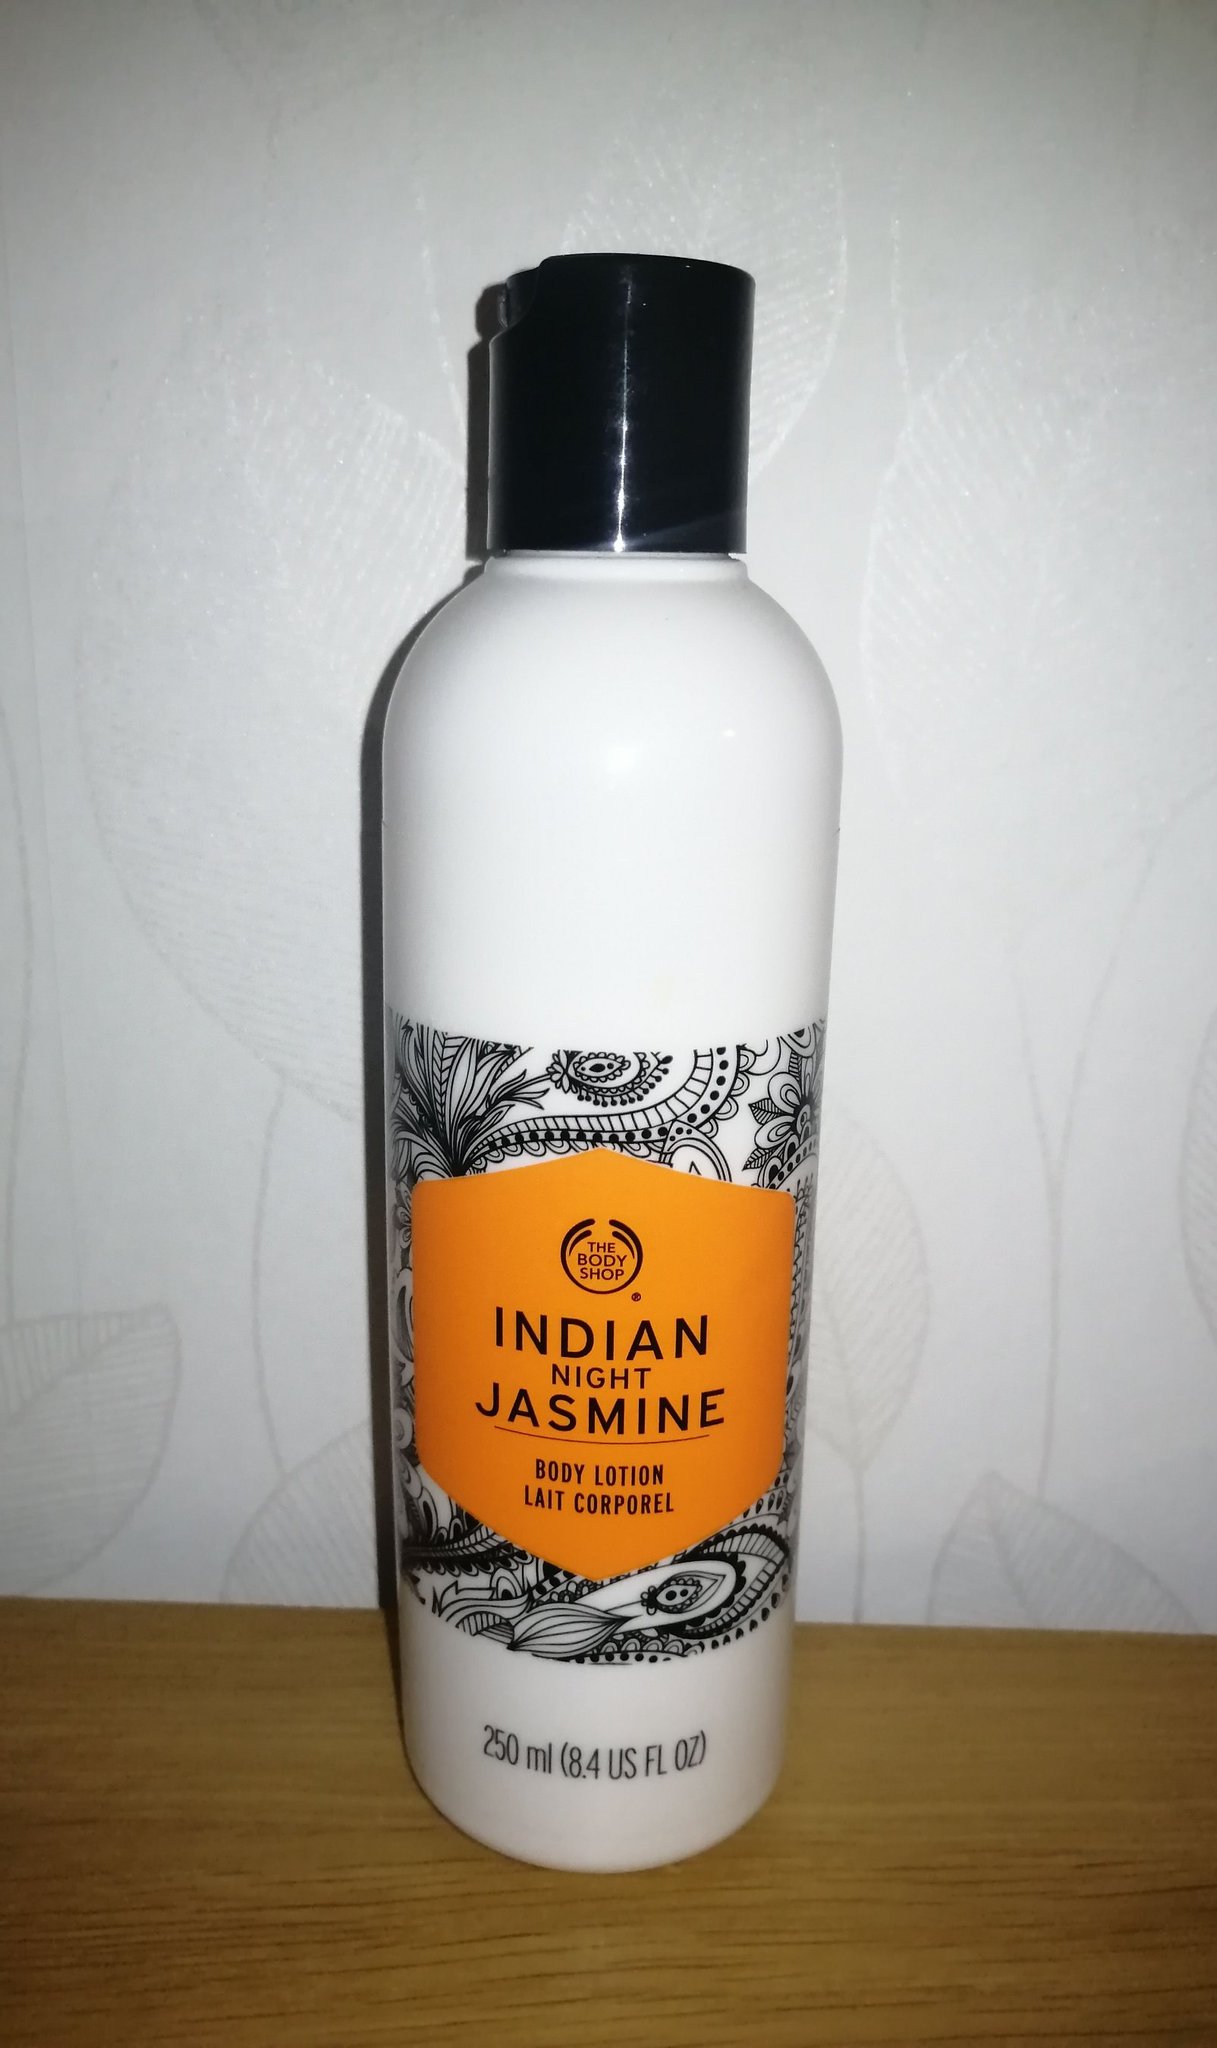 THE
BODY
SHOP
®
INDIAN
NIGHT
JASMINE
BODY LOTION
LAIT CORPOREL
250 ml (8.4 US FL OZ)